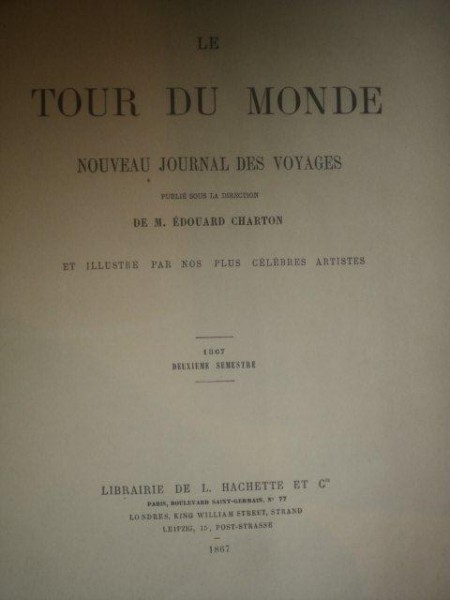 LE
TOUR DU MONDE
NOUVEAU JOURNAL DES VOYAGES
PUBLIÉ SOUS LA DIRECTION
DE M. ÉDOUARD CHARTON
ET ILLUSTRÉ PAR NOS PLUS CÉLÈBRES ARTISTES
1867
DEUXIÈME SEMESTRE
LIBRAIRIE DE L. HACHETTE ET Cie
PARIS, BOULEVARD SAINT-GERMAIN, N° 77
LONDRES, KING WILLIAM STREET, STRAND
LEIPZIG, 15, POST-STRASSE
1867